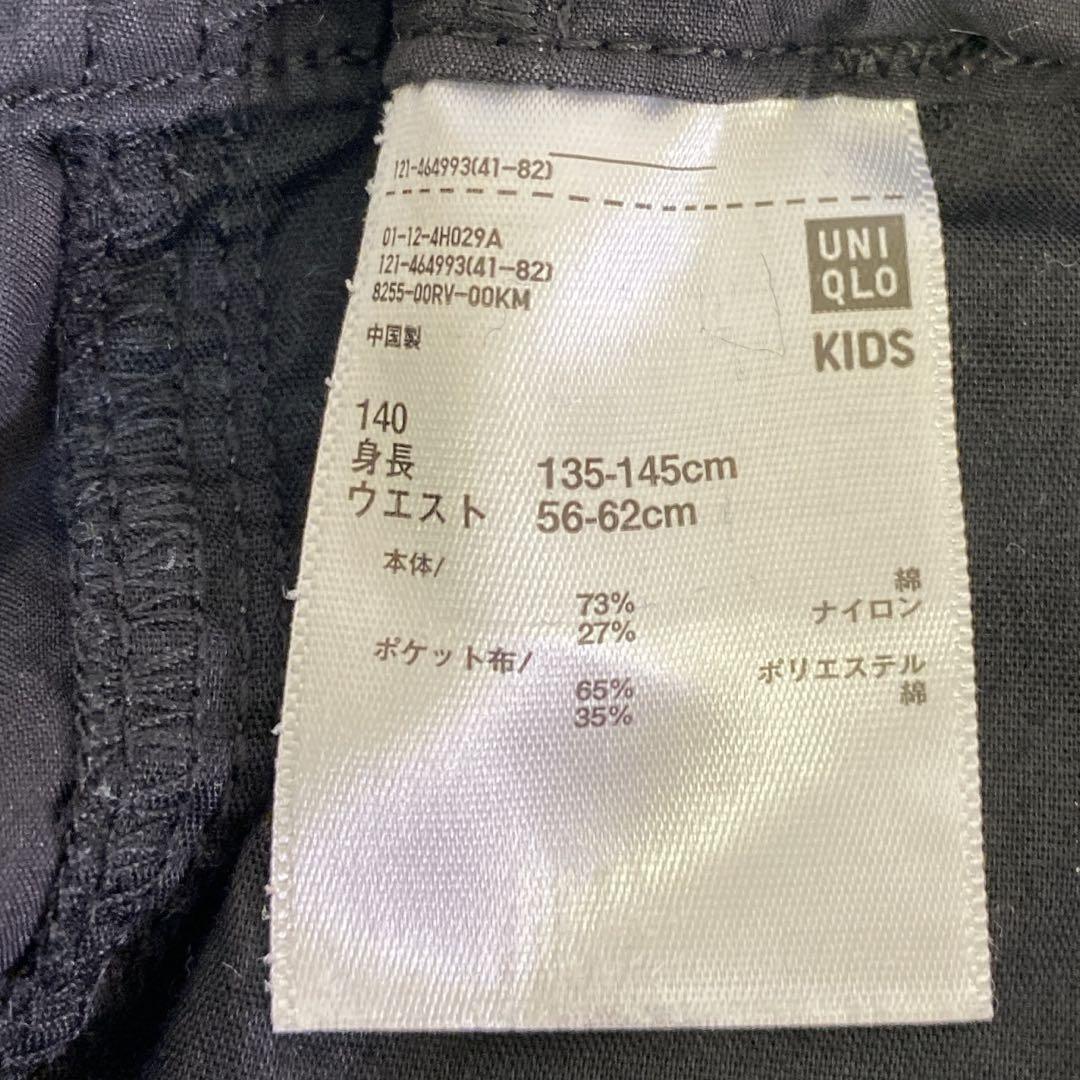 121-464993(41-82)
01-12-4H029A
121-464993(41-82)
8255-00RV-00KM
中国製
UNI
QLO
KIDS
140
身長 135-145cm
ウエスト 56-62cm
本体/
綿
73% ナイロン
27%
ポケット布/ ポリエステル
65% 綿
35%